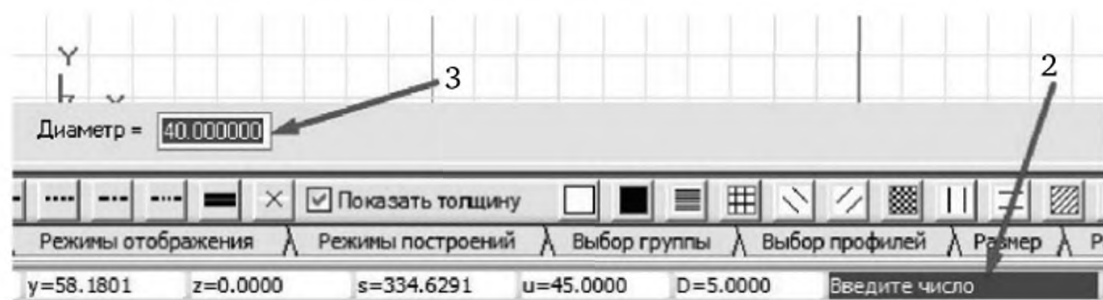 2
Y
3
X
Диаметр = 40.000000
Показать толщину
Режимы отображения Режимы построений Выбор группы Выбор профилей Размер Р
y=58.1801 z=0.0000 s=334.6291 u=45.0000 D=5.0000 Введите число